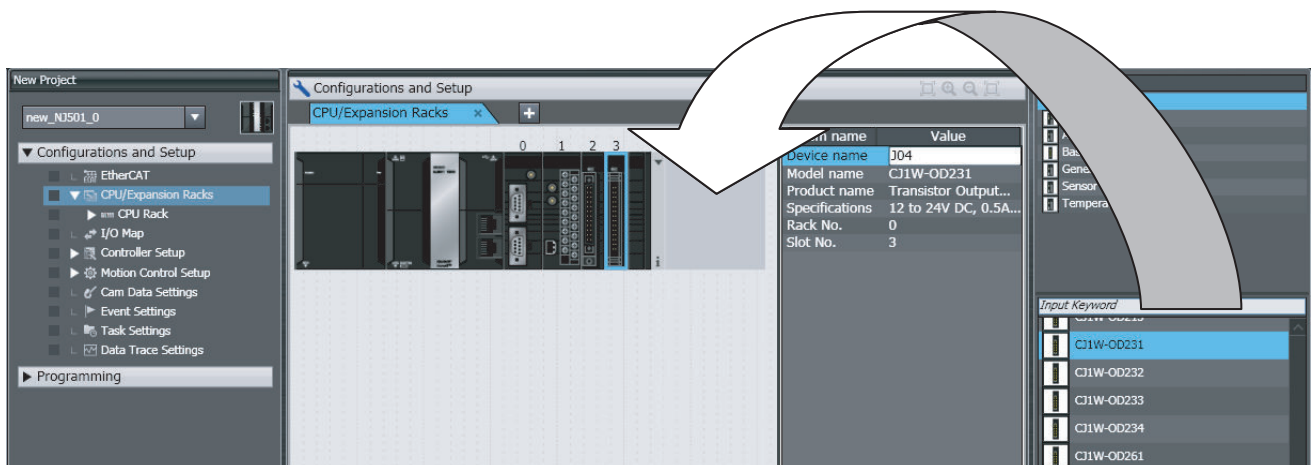 New Project
new_NJ501_0
Configurations and Setup
EtherCAT
CPU/Expansion Racks
CPU Rack
I/O Map
Controller Setup
Motion Control Setup
Cam Data Settings
Event Settings
Task Settings
Data Trace Settings
Programming
Configurations and Setup
CPU/Expansion Racks × +
0 1 2 3
name Value
Device name J04
Model name CJ1W-OD231
Product name Transistor Output...
Specifications 12 to 24V DC, 0.5A...
Rack No. 0
Slot No. 3
Sensor
Input Keyword
CJ1W-OD231
CJ1W-OD232
CJ1W-OD233
CJ1W-OD234
CJ1W-OD261